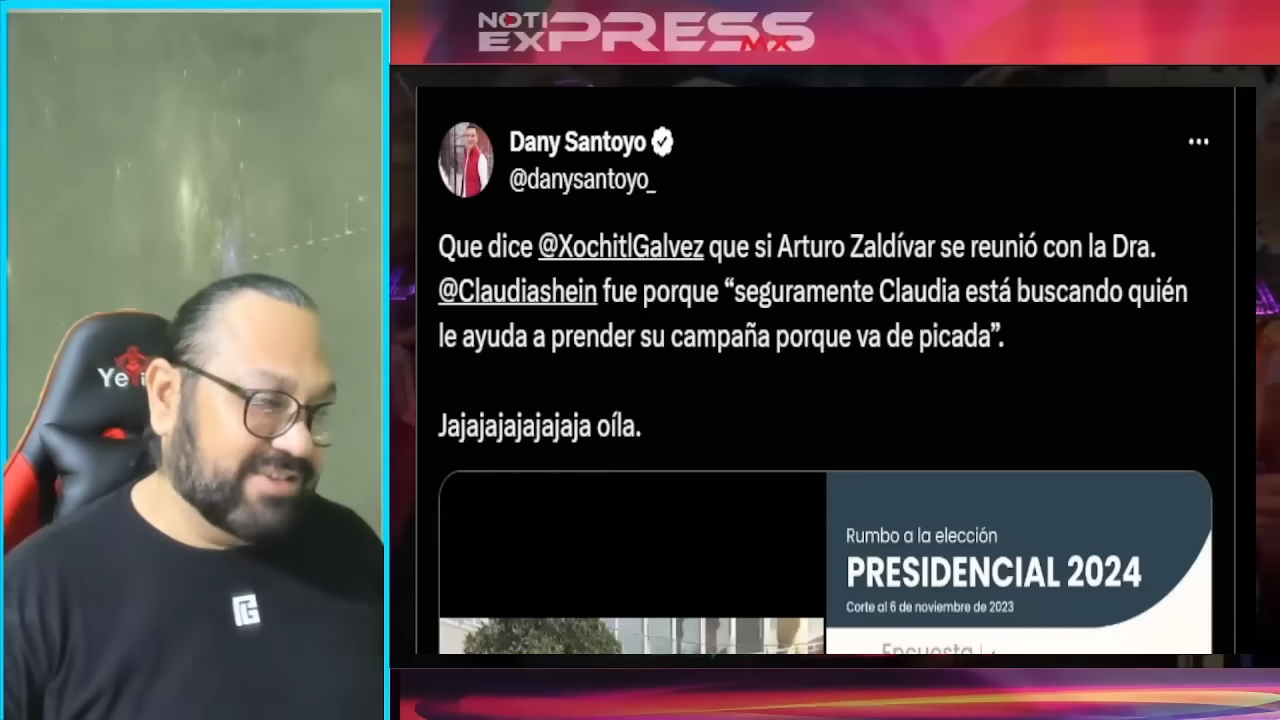 NOTI
EXPRESS
MX
Dany Santoyo
@danysantoyo_
Que dice @XochitlGalvez que si Arturo Zaldívar se reunió con la Dra.
@Claudiashein fue porque “seguramente Claudia está buscando quién
le ayuda a prender su campaña porque va de picada”.
Jajajajajajajaja oíla.
Rumbo a la elección
PRESIDENCIAL 2024
Corte al 6 de noviembre de 2023
Encuesta